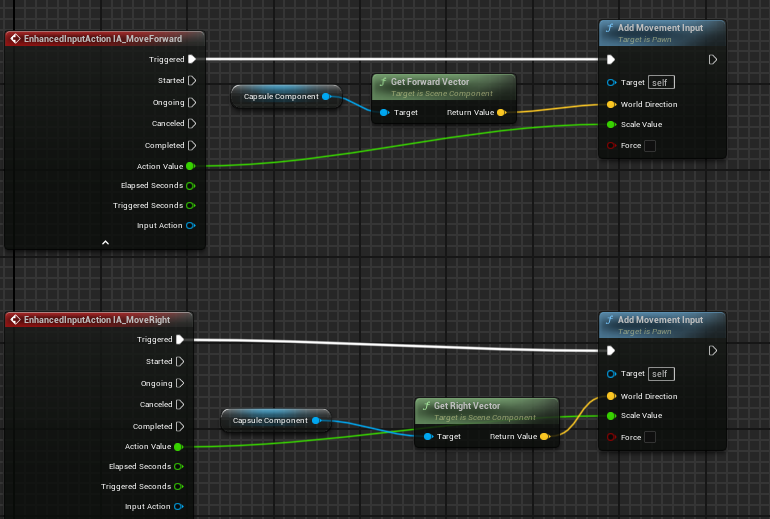 EnhancedInputAction IA_MoveForward
Triggered
Started
Ongoing
Canceled
Completed
Action Value
Elapsed Seconds
Triggered Seconds
Input Action
Capsule Component
f Get Forward Vector
Target is Scene Component
Target Return Value
f Add Movement Input
Target is Pawn
Target self
World Direction
Scale Value
Force
EnhancedInputAction IA_MoveRight
Triggered
Started
Ongoing
Canceled
Completed
Action Value
Elapsed Seconds
Triggered Seconds
Input Action
Capsule Component
f Get Right Vector
Target is Scene Component
Target Return Value
f Add Movement Input
Target is Pawn
Target self
World Direction
Scale Value
Force